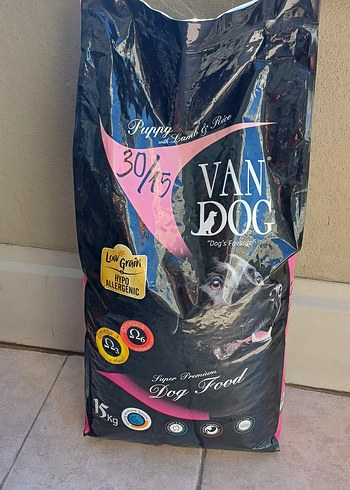 Puppy
with Lamb & Rice
30/15
VAN
DOG
"Dog's Favourite"
Low Grain
HYPO
ALLERGENIC
Ω6
Ω3
Super Premium
Dog Food
15Kg